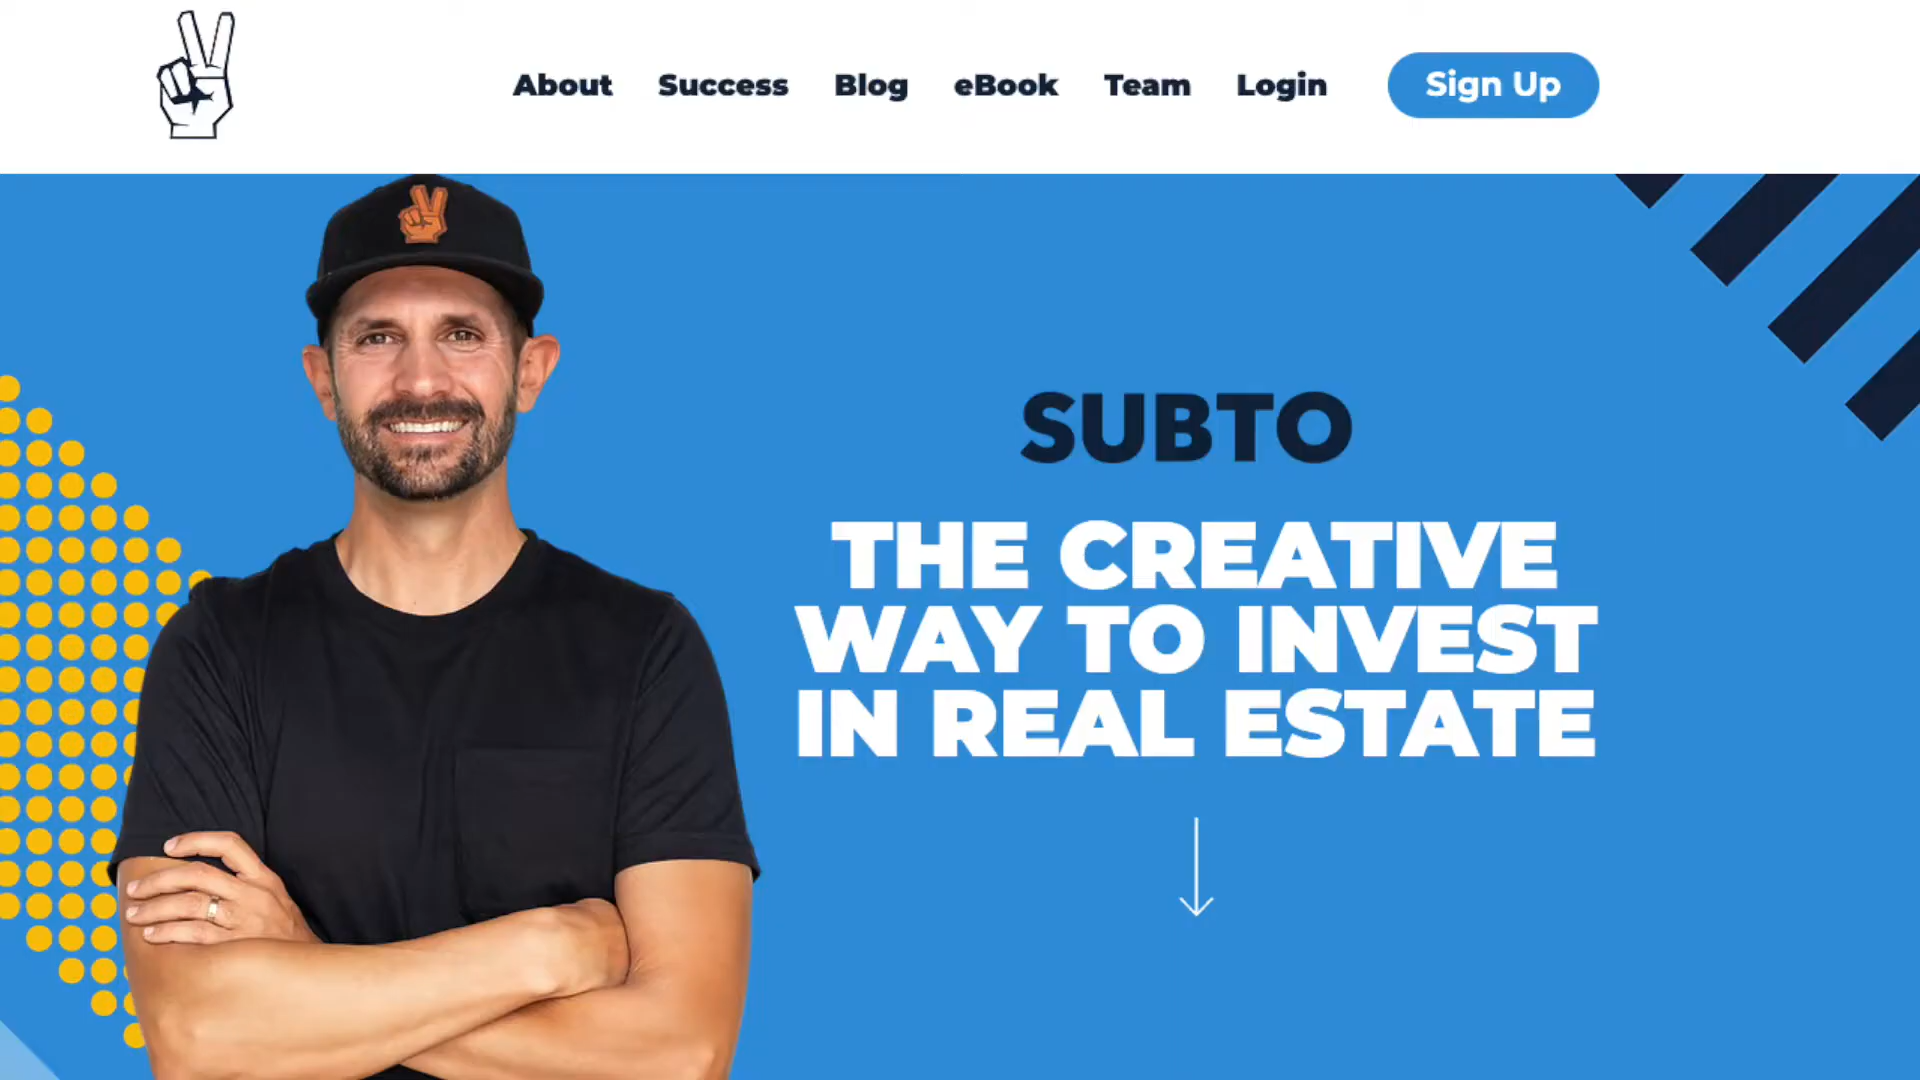 About
Success
Blog
eBook
Team
Login
Sign Up
SUBTO
THE CREATIVE
WAY TO INVEST
IN REAL ESTATE